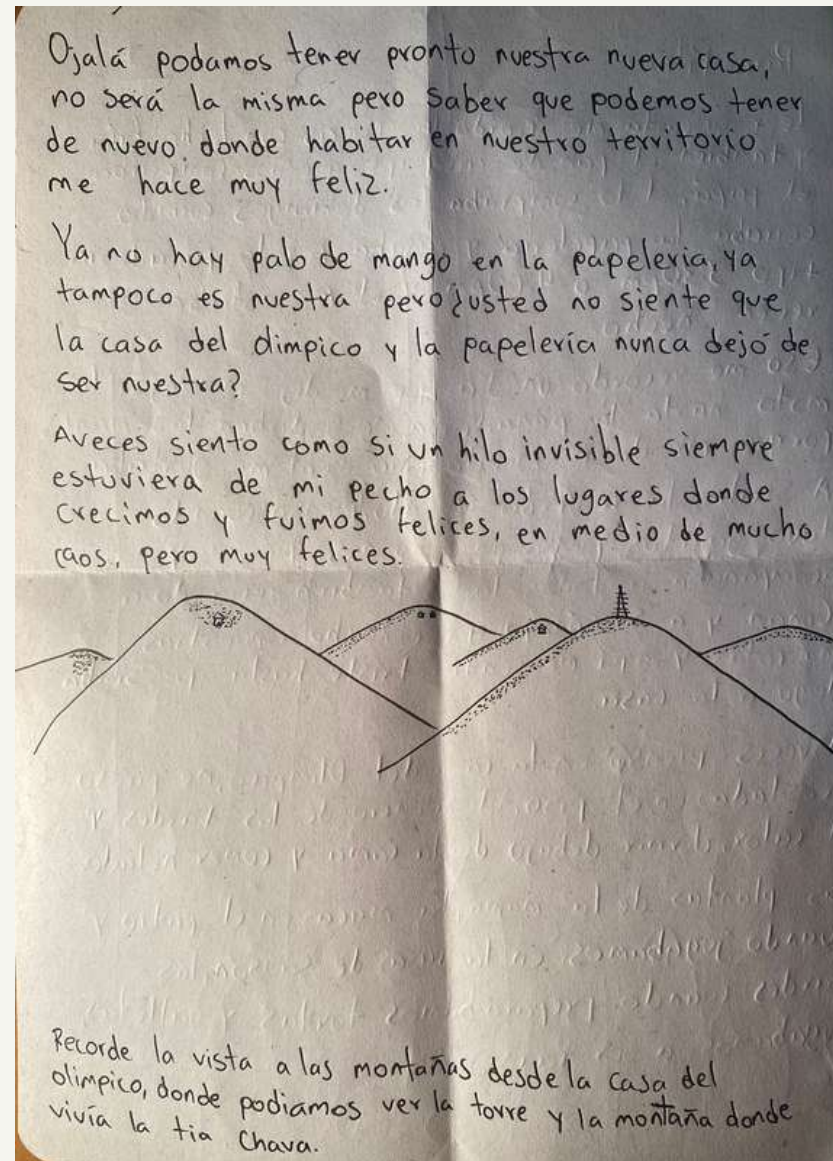 Ojalá podamos tener pronto nuestra nueva casa,
no será la misma pero saber que podemos tener
de nuevo donde habitar en nuestro territorio
me hace muy feliz.
Ya no hay palo de mango en la papeleria, ya
tampoco es nuestra pero ¿usted no siente que
la casa del olimpico y la papelería nunca dejó de
ser nuestra?
Aveces siento como si un hilo invisible siempre
estuviera de mi pecho a los lugares donde
crecimos y fuimos felices, en medio de mucho
caos, pero muy felices.
Recorde la vista a las montañas desde la casa del
olimpico, donde podiamos ver la torre y la montaña donde
vivía la tia Chava.